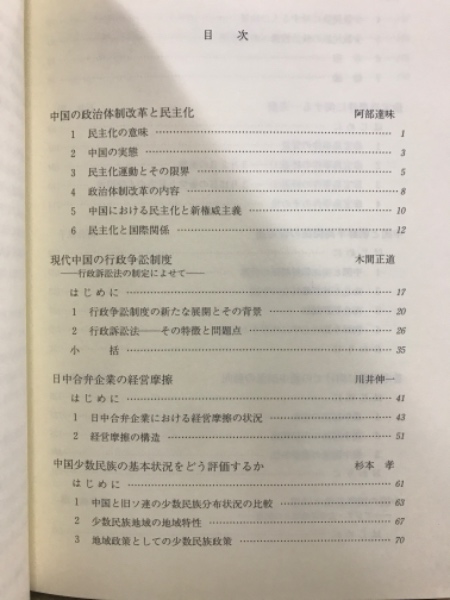 目 次
中国の政治体制改革と民主化 阿部達味
1 民主化の意味 1
2 中国の実態 3
3 民主化運動とその限界 5
4 政治体制改革の内容 8
5 中国における民主化と新権威主義 10
6 民主化と国際関係 12
現代中国の行政争訟制度 木間正道
——行政訴訟法の制定によせて——
はじめに 17
1 行政争訟制度の新たな展開とその背景 20
2 行政訴訟法——その特徴と問題点 26
小 括 35
日中合弁企業の経営摩擦 川井伸一
はじめに 41
1 日中合弁企業における経営摩擦の状況 43
2 経営摩擦の構造 51
中国少数民族の基本状況をどう評価するか 杉本 孝
はじめに 61
1 中国と旧ソ連の少数民族分布状況の比較 63
2 少数民族地域の地域特性 67
3 地域政策としての少数民族政策 70